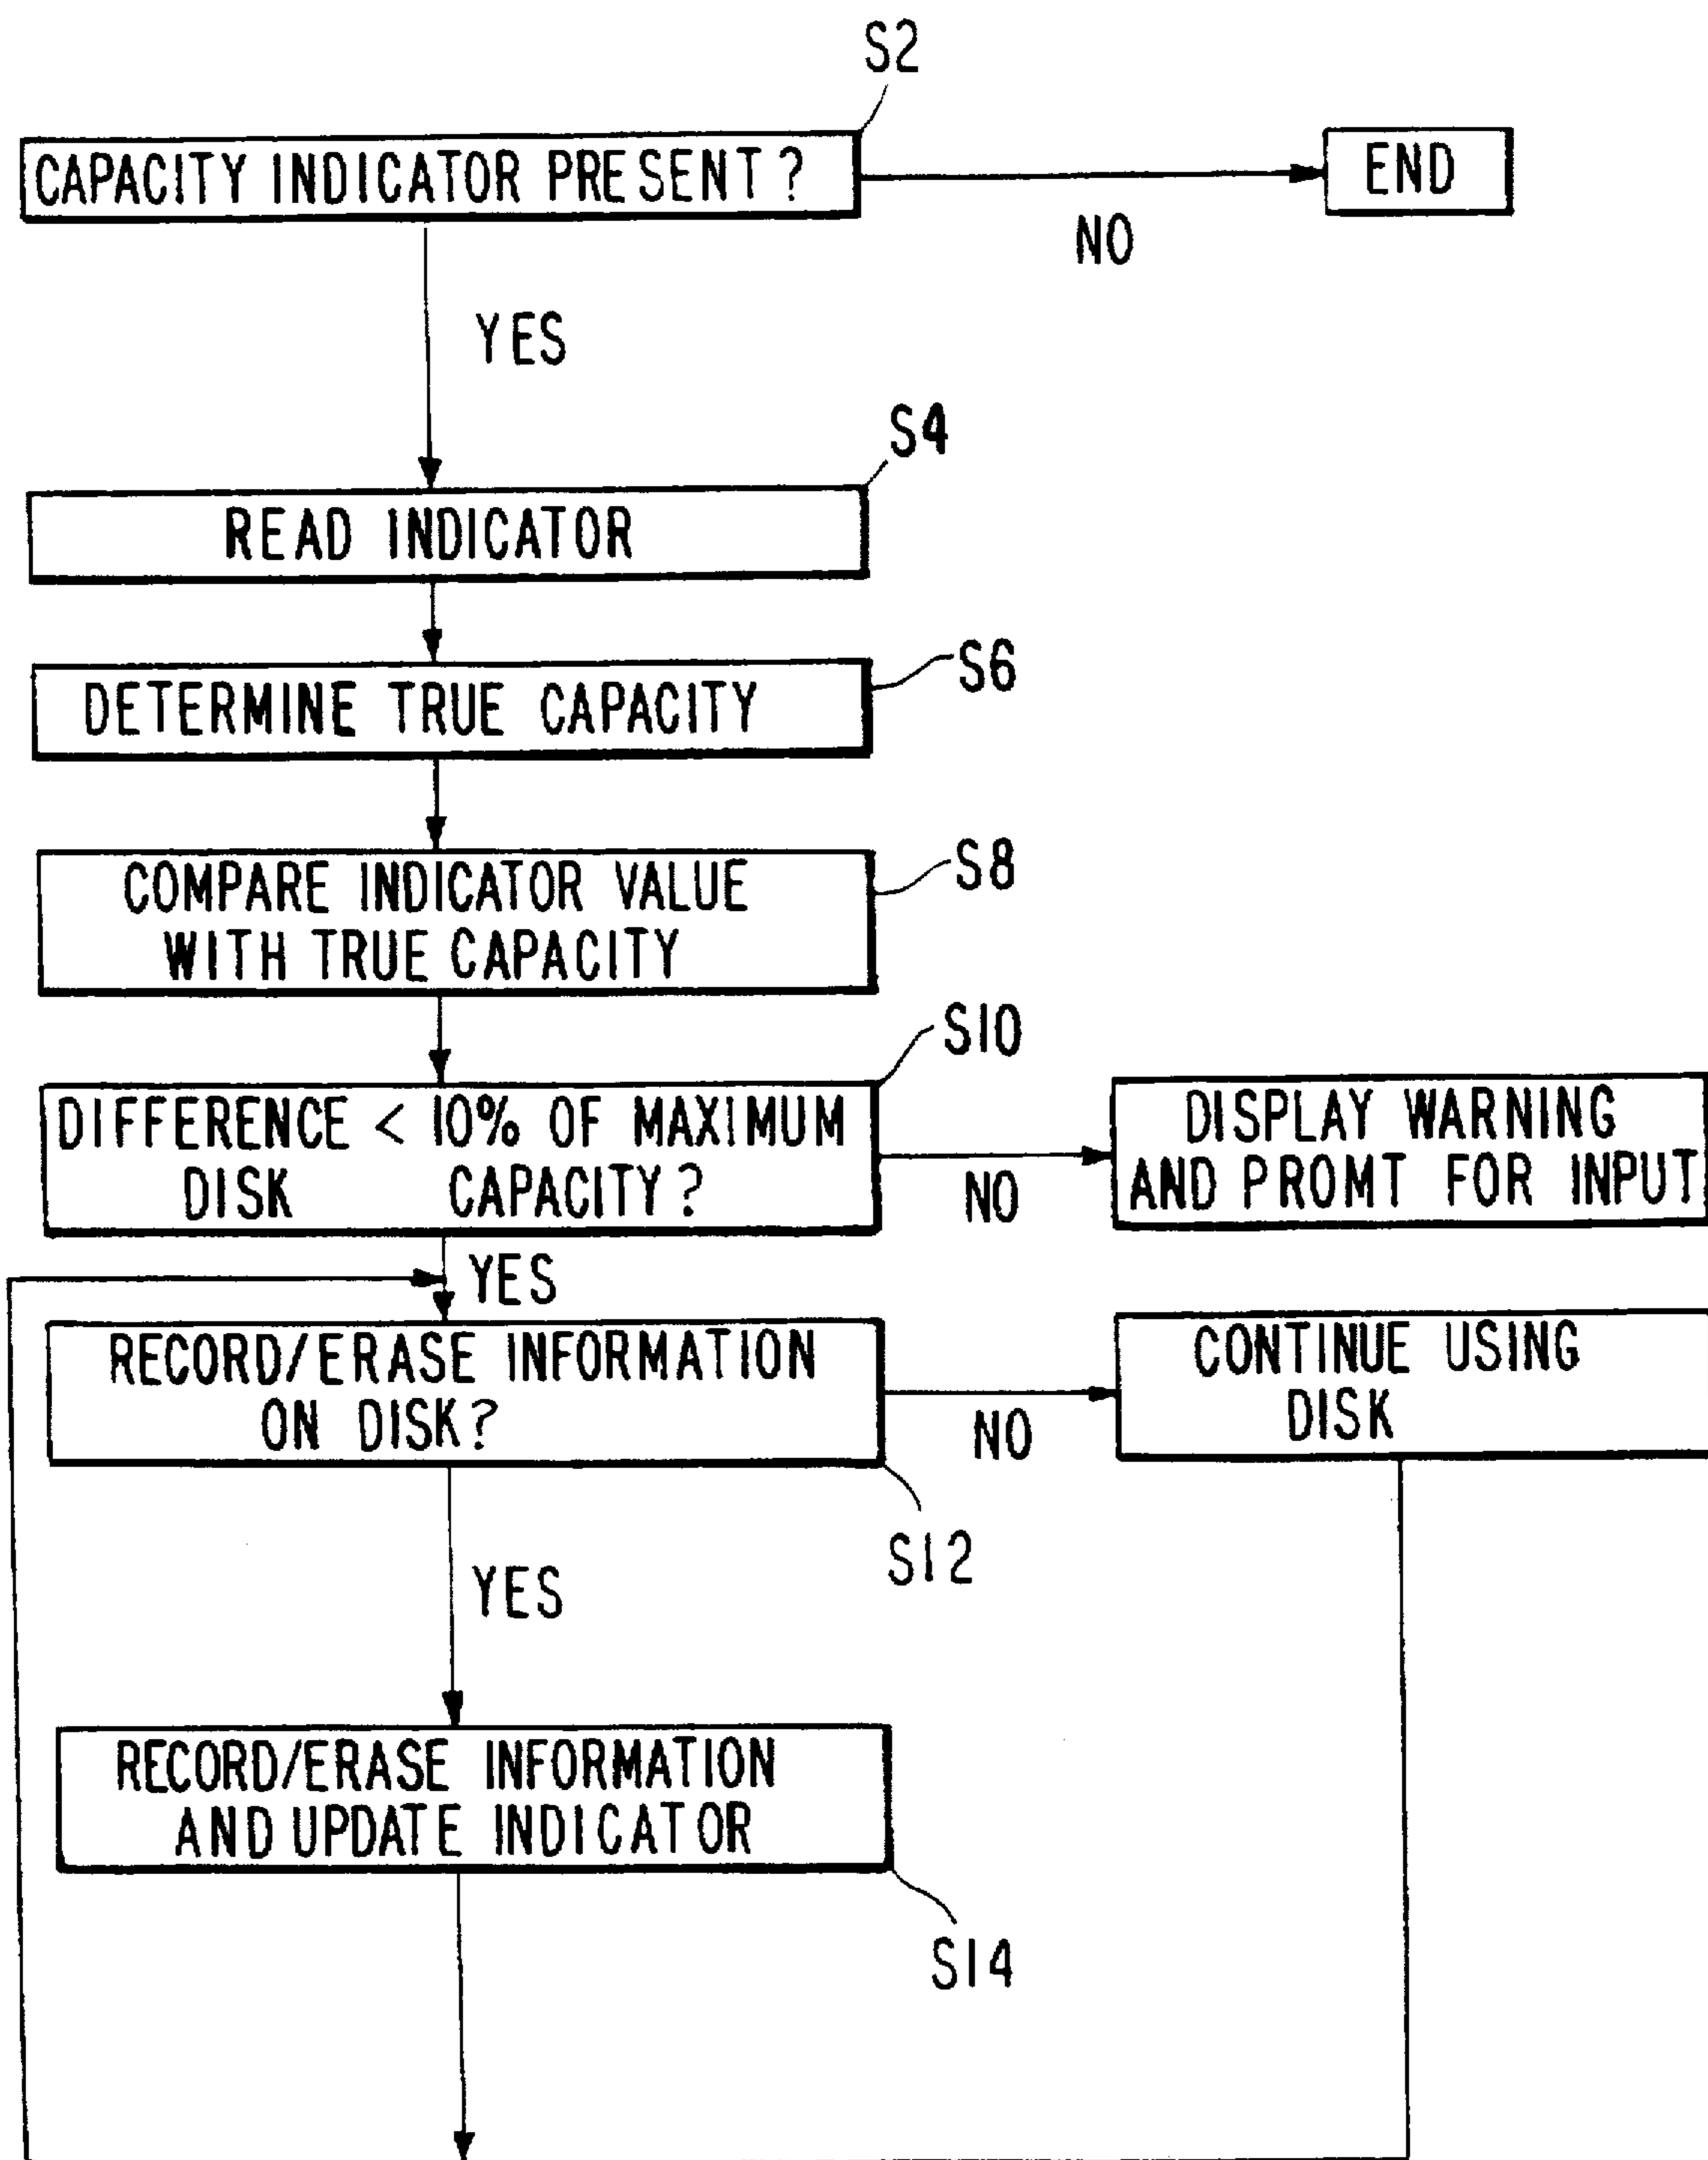 S2
CAPACITY INDICATOR PRESENT?
END
NO
YES
S4
READ INDICATOR
S6
DETERMINE TRUE CAPACITY
S8
COMPARE INDICATOR VALUE
WITH TRUE CAPACITY
S10
DIFFERENCE < 10% OF MAXIMUM
DISK CAPACITY?
NO
DISPLAY WARNING
AND PROMT FOR INPUT
YES
RECORD/ERASE INFORMATION
ON DISK?
NO
CONTINUE USING
DISK
S12
YES
RECORD/ERASE INFORMATION
AND UPDATE INDICATOR
S14